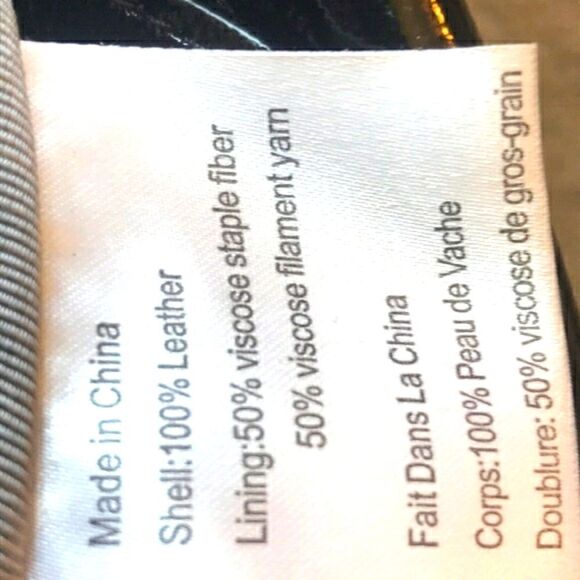 Made in China
Shell:100% Leather
Lining:50% viscose staple fiber
50% viscose filament yarn
Fait Dans La China
Corps:100% Peau de Vache
Doublure: 50% viscose de gros-grain